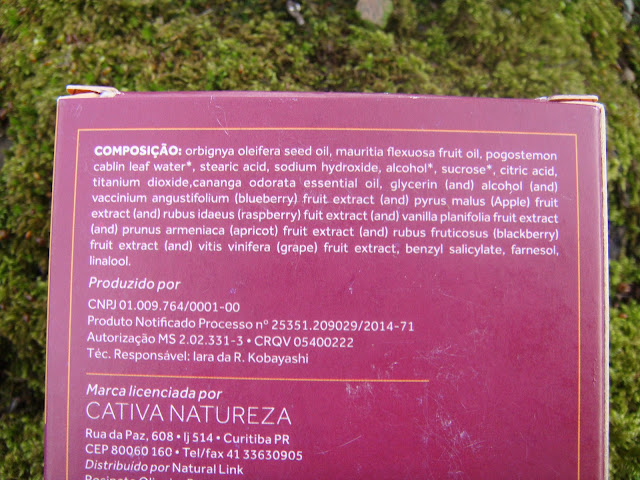 COMPOSIÇÃO: orbignya oleifera seed oil, mauritia flexuosa fruit oil, pogostemon
cablin leaf water*, stearic acid, sodium hydroxide, alcohol*, sucrose*, citric acid,
titanium dioxide,cananga odorata essential oil, glycerin (and) alcohol (and)
vaccinium angustifolium (blueberry) fruit extract (and) pyrus malus (Apple) fruit
extract (and) rubus idaeus (raspberry) fuit extract (and) vanilla planifolia fruit extract
(and) prunus armeniaca (apricot) fruit extract (and) rubus fruticosus (blackberry)
fruit extract (and) vitis vinifera (grape) fruit extract, benzyl salicylate, farnesol,
linalool.
Produzido por
CNPJ 01.009.764/0001-00
Produto Notificado Processo nº 25351.209029/2014-71
Autorização MS 2.02.331-3 • CRQV 05400222
Téc. Responsável: Iara da R. Kobayashi
Marca licenciada por
CATIVA NATUREZA
Rua da Paz, 608 • lj 514 • Curitiba PR
CEP 80060 160 • Tel/fax 41 33630905
Distribuído por Natural Link